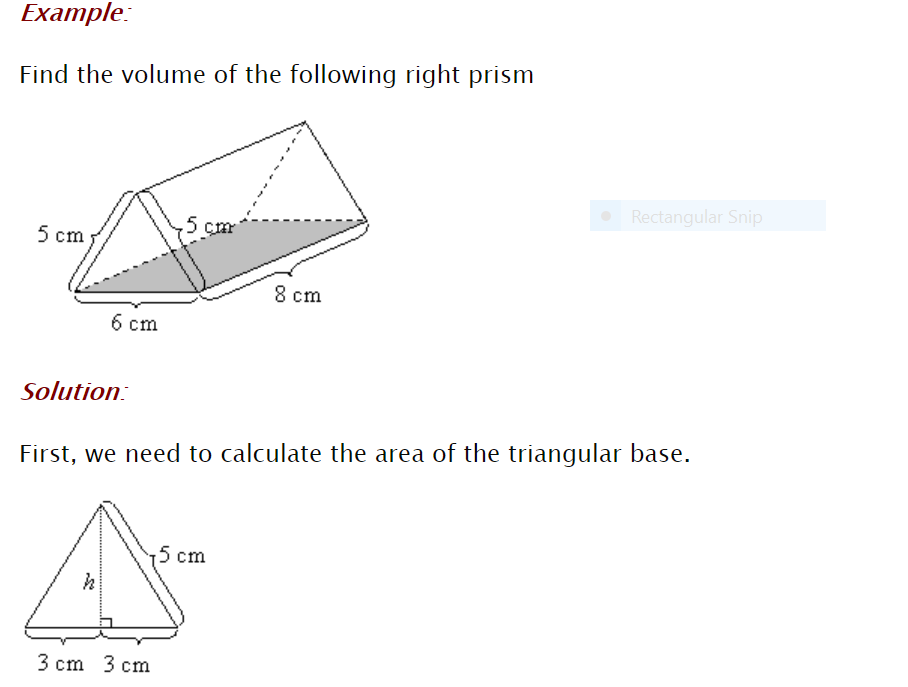 Example:
Find the volume of the following right prism
5 cm
5 cm
Rectangular Snip
8 cm
6 cm
Solution:
First, we need to calculate the area of the triangular base.
5 cm
h
3 cm 3 cm